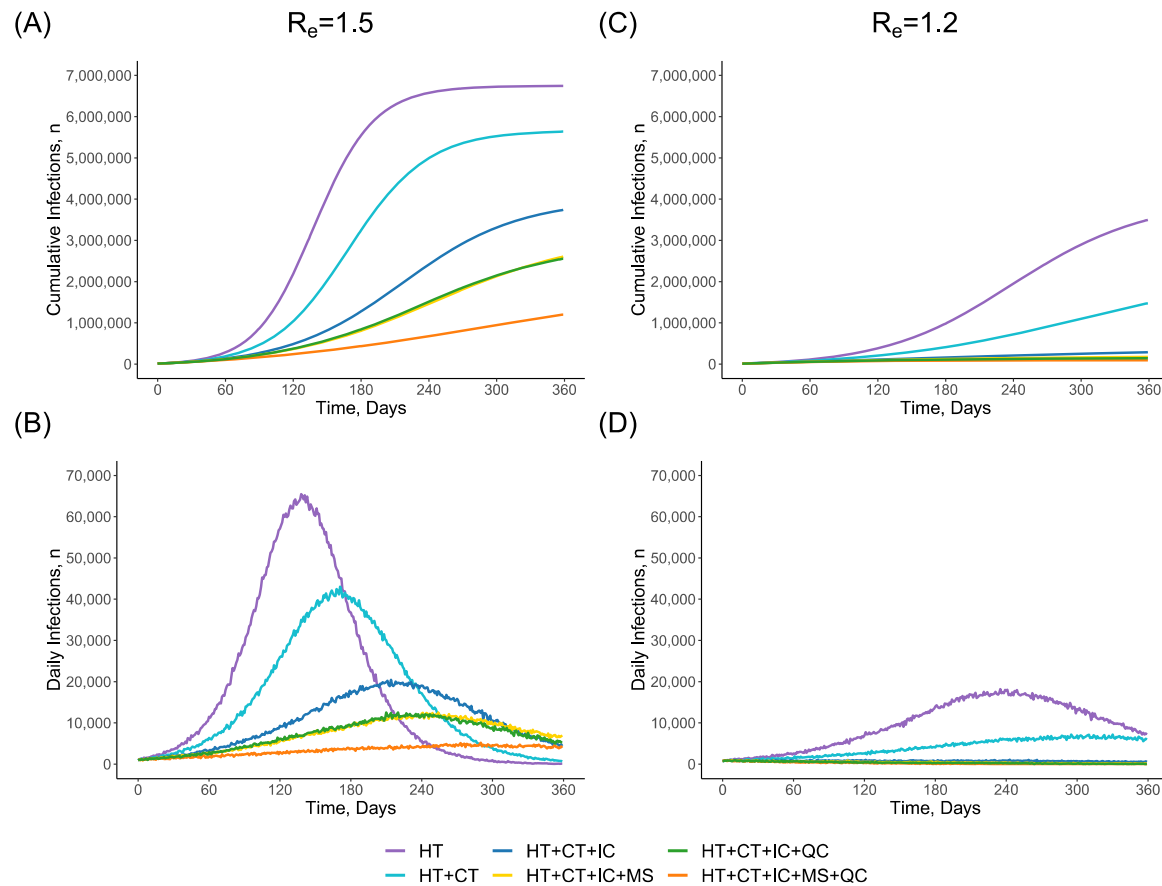 (A)
R_e=1.5
7,000,000
6,000,000
5,000,000
4,000,000
3,000,000
2,000,000
1,000,000
0
Cumulative Infections, n
0 60 120 180 240 300 360
Time, Days
(C)
R_e=1.2
7,000,000
6,000,000
5,000,000
4,000,000
3,000,000
2,000,000
1,000,000
0
Cumulative Infections, n
0 60 120 180 240 300 360
Time, Days
(B)
70,000
60,000
50,000
40,000
30,000
20,000
10,000
0
Daily Infections, n
0 60 120 180 240 300 360
Time, Days
(D)
70,000
60,000
50,000
40,000
30,000
20,000
10,000
0
Daily Infections, n
0 60 120 180 240 300 360
Time, Days
HT HT+CT+IC HT+CT+IC+QC
HT+CT HT+CT+IC+MS HT+CT+IC+MS+QC